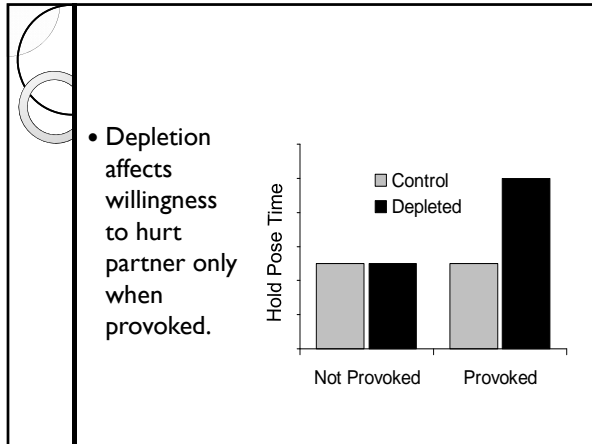 • Depletion
affects
willingness
to hurt
partner only
when
provoked.
Hold Pose Time
Control
Depleted
Not Provoked
Provoked